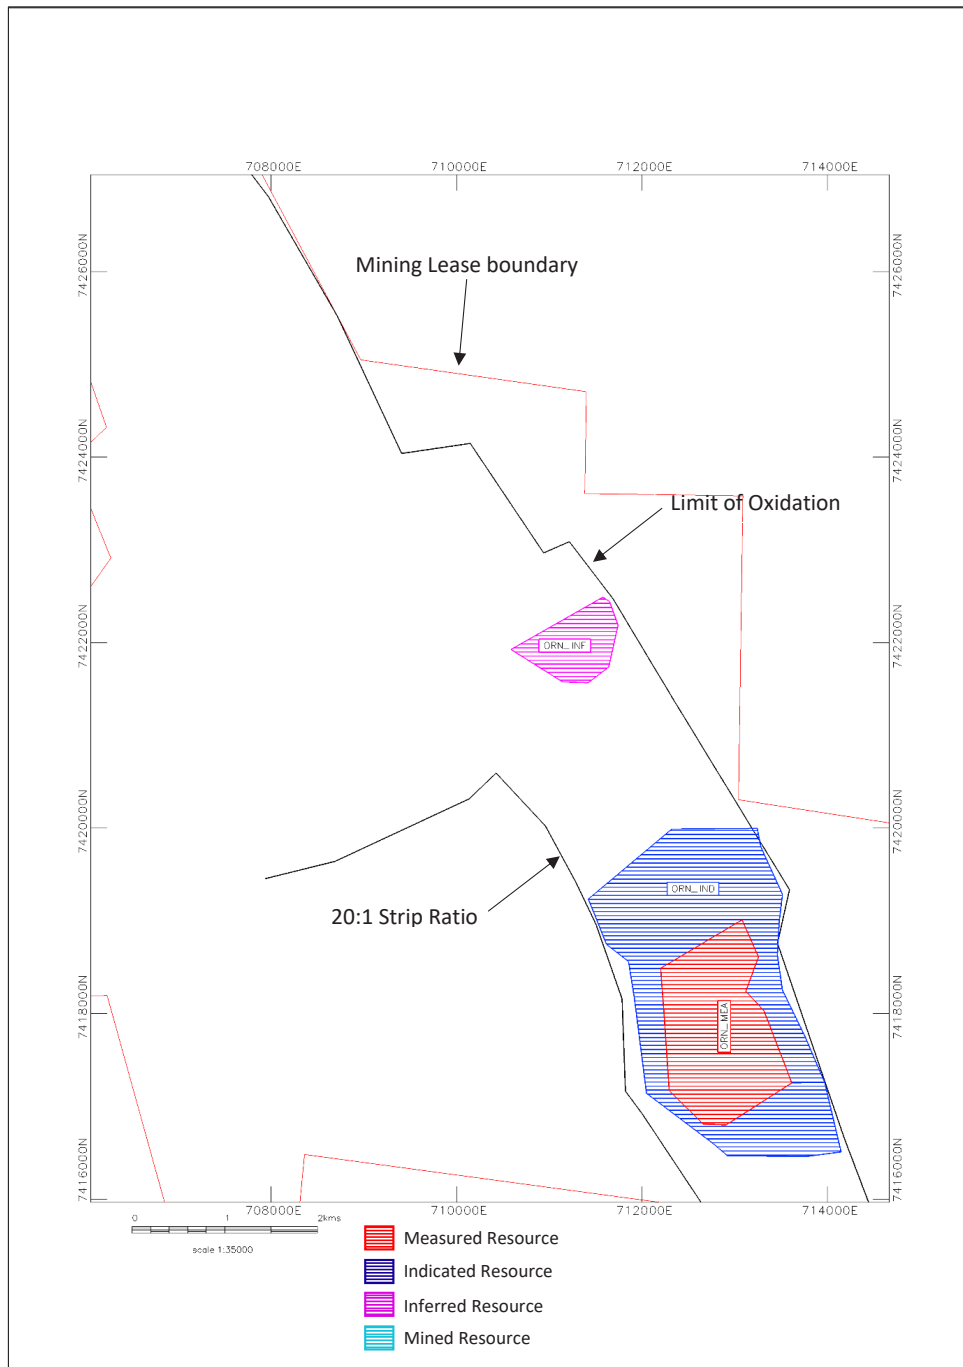 708000E 710000E 712000E 714000E
7426000N 7426000N
Mining Lease boundary
7424000N 7424000N
Limit of Oxidation
7422000N 7422000N
ORN_INF
7420000N 7420000N
ORN_IND
20:1 Strip Ratio
7418000N 7418000N
ORN_MEA
7416000N 7416000N
708000E 710000E 712000E 714000E
0 1 2kms
scale 1:35000
Measured Resource
Indicated Resource
Inferred Resource
Mined Resource